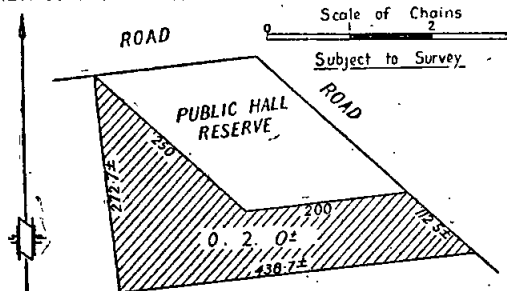 Scale of Chains
0 1 2
Subject to Survey
ROAD
ROAD
PUBLIC HALL
RESERVE
250
272·7±
200
112·5±
0. 2. 0±
438·7±